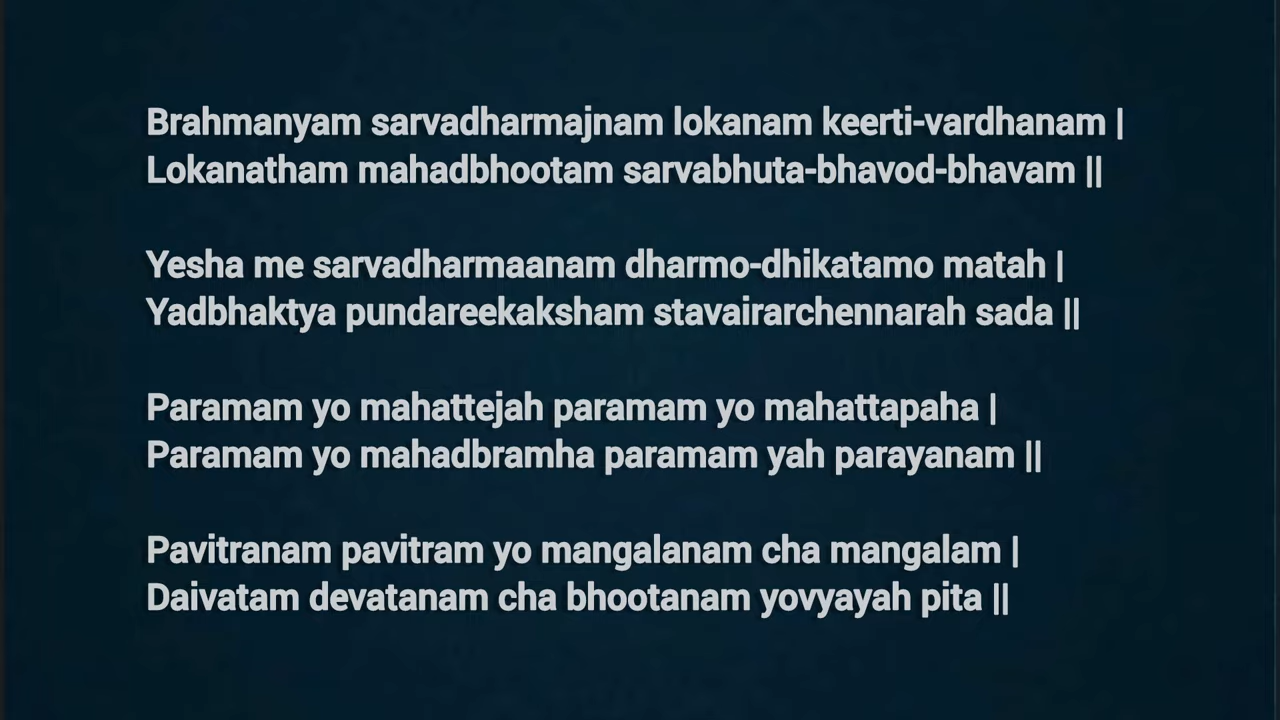 Brahmanyam sarvadharmajnam lokanam keerti-vardhanam |
Lokanatham mahadbhootam sarvabhuta-bhavod-bhavam ||
Yesha me sarvadharmaanam dharmo-dhikatamo matah |
Yadbhaktya pundareekaksham stavairarchennarah sada ||
Paramam yo mahattejah paramam yo mahattapaha |
Paramam yo mahadbramha paramam yah parayanam ||
Pavitranam pavitram yo mangalanam cha mangalam |
Daivatam devatanam cha bhootanam yovyayah pita ||